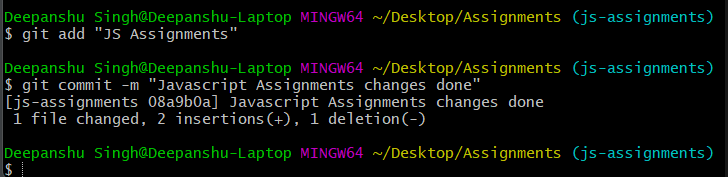 Deepanshu Singh@Deepanshu-Laptop MINGW64 ~/Desktop/Assignments (js-assignments)
$ git add "JS Assignments"
Deepanshu Singh@Deepanshu-Laptop MINGW64 ~/Desktop/Assignments (js-assignments)
$ git commit -m "Javascript Assignments changes done"
[js-assignments 08a9b0a] Javascript Assignments changes done
 1 file changed, 2 insertions(+), 1 deletion(-)
Deepanshu Singh@Deepanshu-Laptop MINGW64 ~/Desktop/Assignments (js-assignments)
$